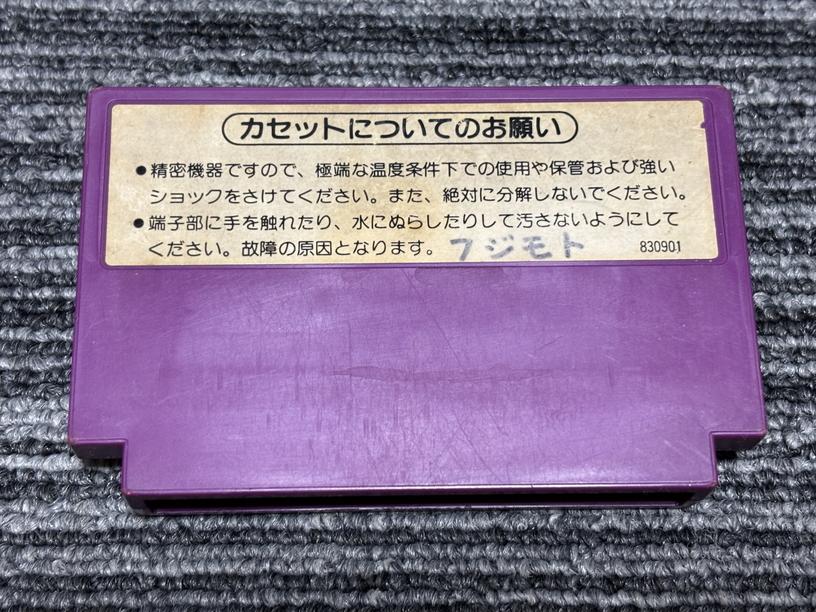 カセットについてのお願い
●精密機器ですので、極端な温度条件下での使用や保管および強い
ショックをさけてください。また、絶対に分解しないでください。
●端子部に手を触れたり、水にぬらしたりして汚さないようにして
ください。故障の原因となります。 フジモト 830901